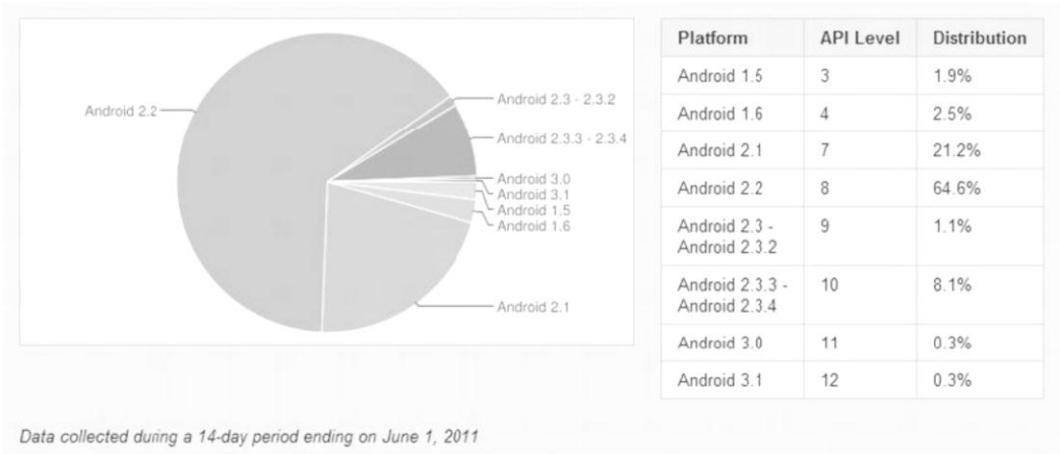 Android 2.2
Android 2.3 - 2.3.2
Android 2.3.3 - 2.3.4
Android 3.0
Android 3.1
Android 1.5
Android 1.6
Android 2.1
Platform API Level Distribution
Android 1.5 3 1.9%
Android 1.6 4 2.5%
Android 2.1 7 21.2%
Android 2.2 8 64.6%
Android 2.3 - 9 1.1%
Android 2.3.2
Android 2.3.3 - 10 8.1%
Android 2.3.4
Android 3.0 11 0.3%
Android 3.1 12 0.3%
Data collected during a 14-day period ending on June 1, 2011